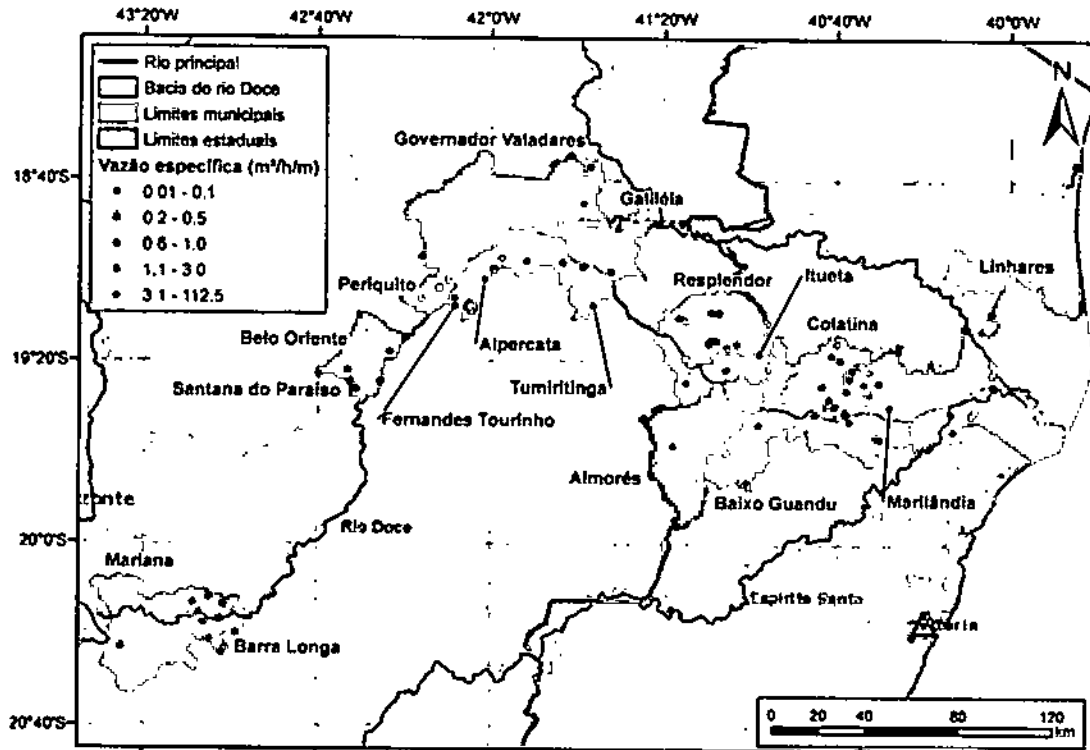 43°20'W 42°40'W 42°0'W 41°20'W 40°40'W 40°0'W
Rio principal
Bacia do rio Doce
Limites municipais
Limites estaduais
Vazão específica (m³/h/m)
0.01 - 0.1
0.2 - 0.5
0.6 - 1.0
1.1 - 3.0
3.1 - 112.5
N
Governador Valadares
18°40'S
Galiléia
Periquito
Resplendor
Itueta
Linhares
Belo Oriente
Colatina
19°20'S
Alpercata
Santana do Paraíso
Tumiritinga
Fernandes Tourinho
Aimorés
Baixo Guandu
Marilândia
zonte
Rio Doce
20°0'S
Mariana
Espírito Santo
Vitória
Barra Longa
20°40'S
0 20 40 80 120
km